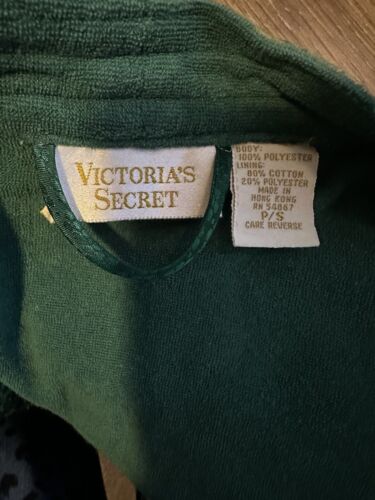 VICTORIA'S
SECRET
BODY:
100% POLYESTER
LINING:
80% COTTON
20% POLYESTER
MADE IN
HONG KONG
RN 54867
P/S
CARE REVERSE